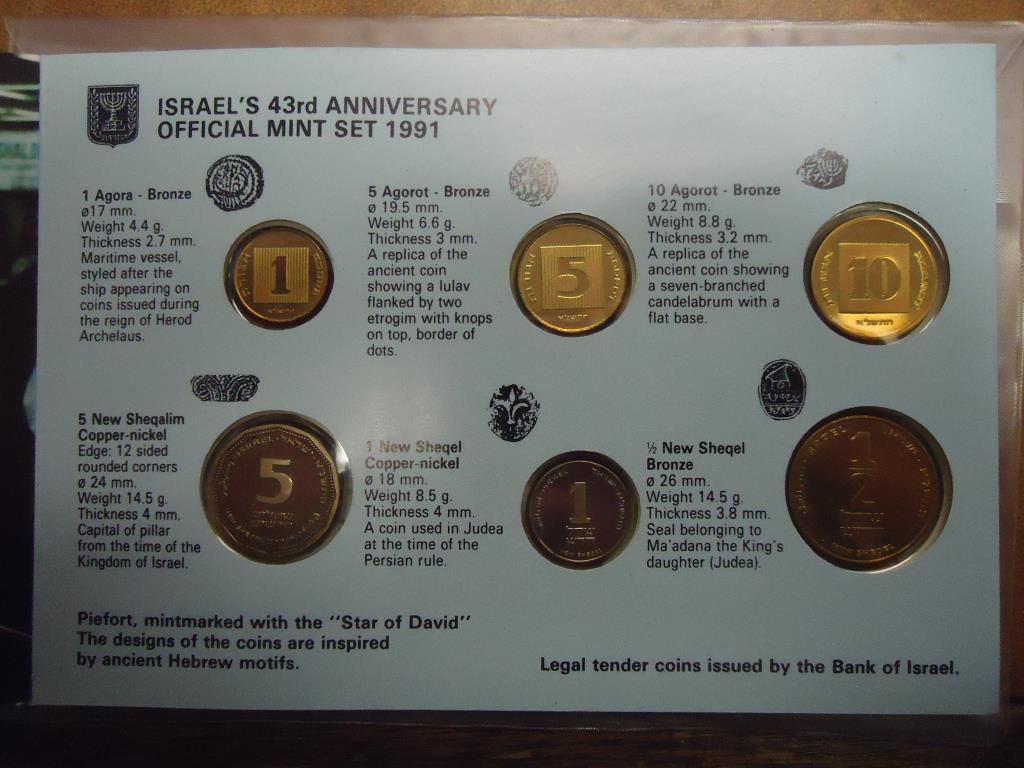 ISRAEL'S 43rd ANNIVERSARY
OFFICIAL MINT SET 1991
1 Agora - Bronze
ø17 mm.
Weight 4.4 g.
Thickness 2.7 mm.
Maritime vessel,
styled after the
ship appearing on
coins issued during
the reign of Herod
Archelaus.
1
5 Agorot - Bronze
ø 19.5 mm.
Weight 6.6 g.
Thickness 3 mm.
A replica of the
ancient coin
showing a lulav
flanked by two
etrogim with knops
on top, border of
dots.
5
10 Agorot - Bronze
ø 22 mm.
Weight 8.8 g.
Thickness 3.2 mm.
A replica of the
ancient coin showing
a seven-branched
candelabrum with a
flat base.
10
התשנ"א
5 New Sheqalim
Copper-nickel
Edge: 12 sided
rounded corners
ø 24 mm.
Weight 14.5 g.
Thickness 4 mm.
Capital of pillar
from the time of the
Kingdom of Israel.
ISRAEL
5
1 New Sheqel
Copper-nickel
ø 18 mm.
Weight 8.5 g.
Thickness 4 mm.
A coin used in Judea
at the time of the
Persian rule.
1
NEW SHEQEL
½ New Sheqel
Bronze
ø 26 mm.
Weight 14.5 g.
Thickness 3.8 mm.
Seal belonging to
Ma'adana the King's
daughter (Judea).
1
2
NEW SHEQEL
Piefort, mintmarked with the "Star of David"
The designs of the coins are inspired
by ancient Hebrew motifs.
Legal tender coins issued by the Bank of Israel.